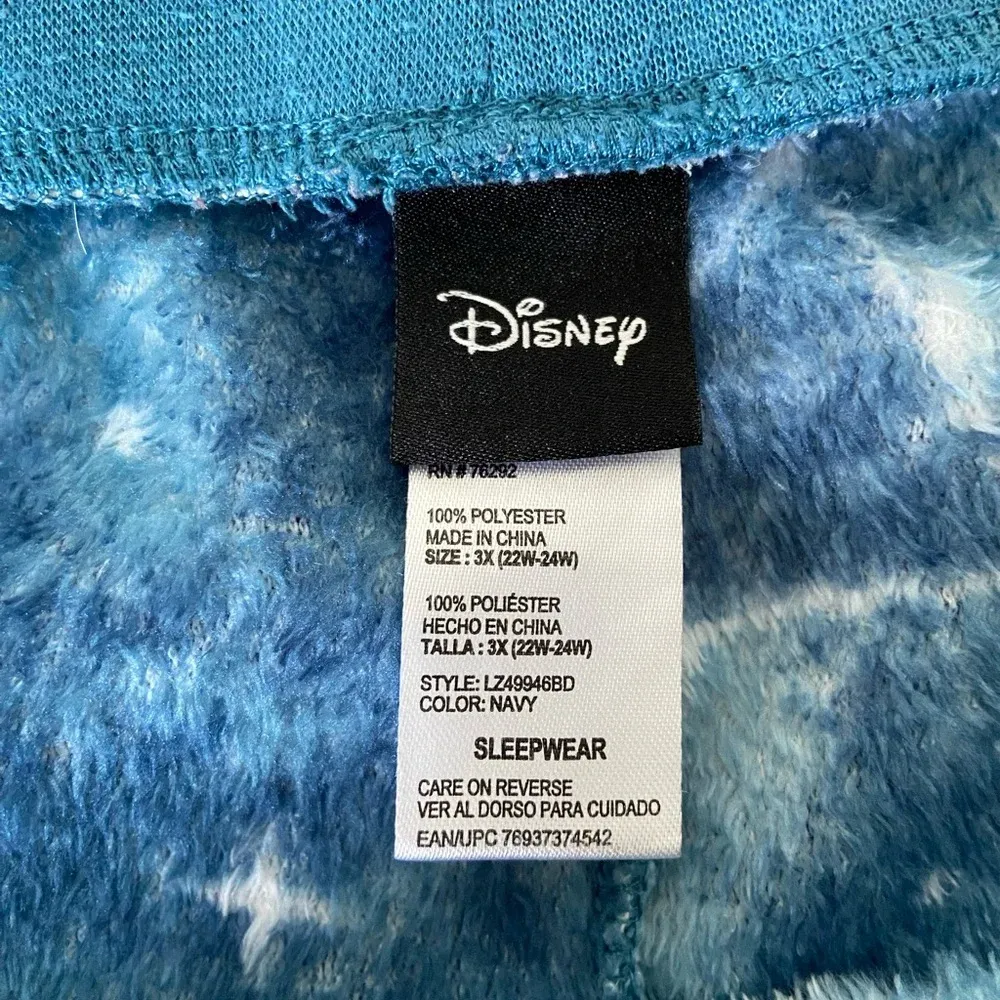 Disney
RN # 76292
100% POLYESTER
MADE IN CHINA
SIZE : 3X (22W-24W)
100% POLIÉSTER
HECHO EN CHINA
TALLA : 3X (22W-24W)
STYLE: LZ49946BD
COLOR: NAVY
SLEEPWEAR
CARE ON REVERSE
VER AL DORSO PARA CUIDADO
EAN/UPC 76937374542